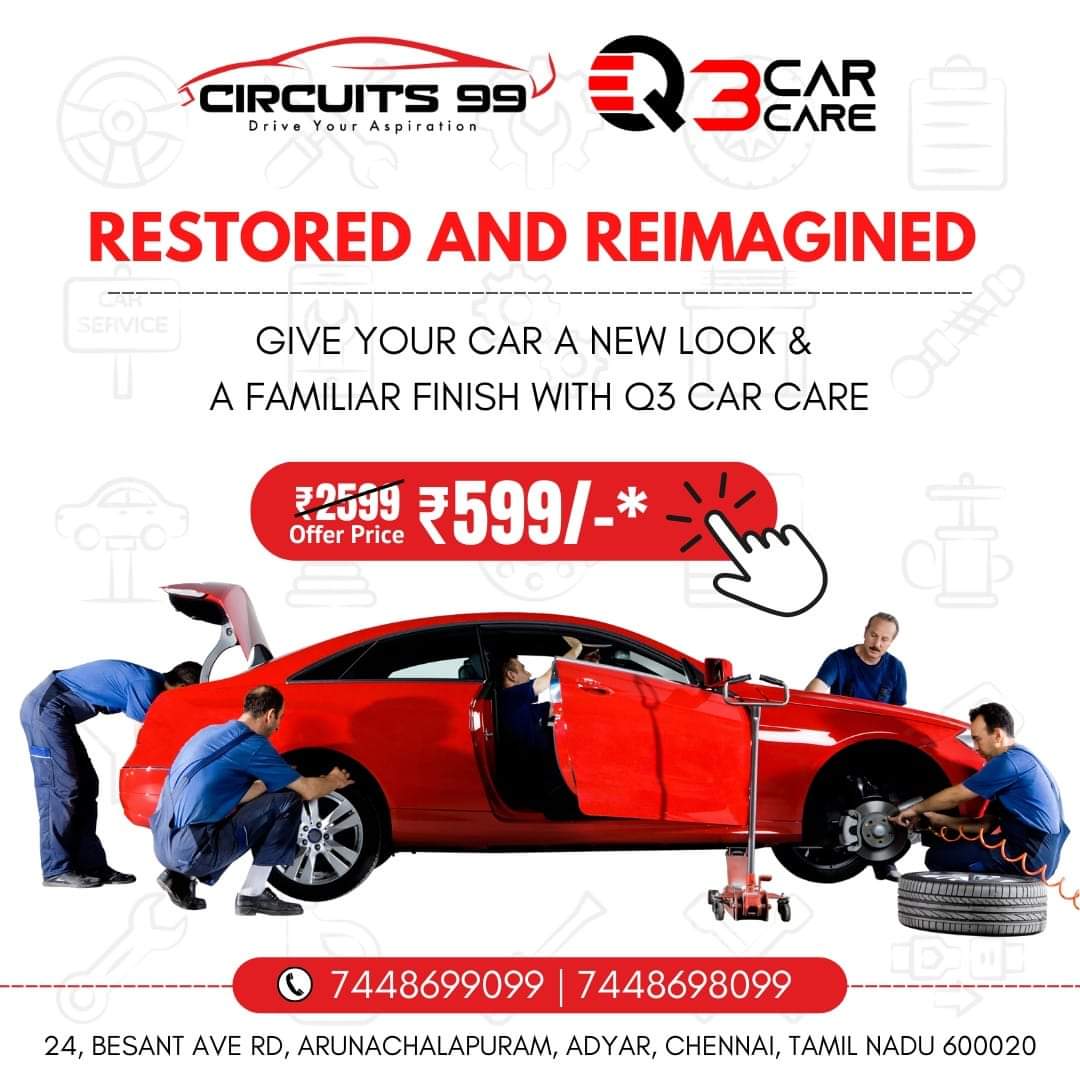 CIRCUITS 99
Drive Your Aspiration
Q3 CAR CARE
RESTORED AND REIMAGINED
CAR
SERVICE
GIVE YOUR CAR A NEW LOOK &
A FAMILIAR FINISH WITH Q3 CAR CARE
₹2599
Offer Price ₹599/-*
7448699099 | 7448698099
24, BESANT AVE RD, ARUNACHALAPURAM, ADYAR, CHENNAI, TAMIL NADU 600020